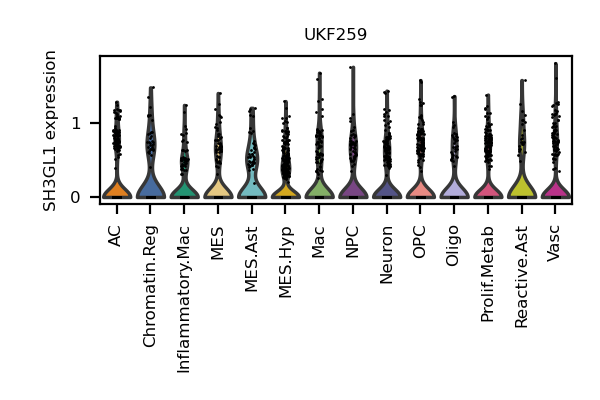 UKF259
SH3GL1 expression
1
0
AC
Chromatin.Reg
Inflammatory.Mac
MES
MES.Ast
MES.Hyp
Mac
NPC
Neuron
OPC
Oligo
Prolif.Metab
Reactive.Ast
Vasc